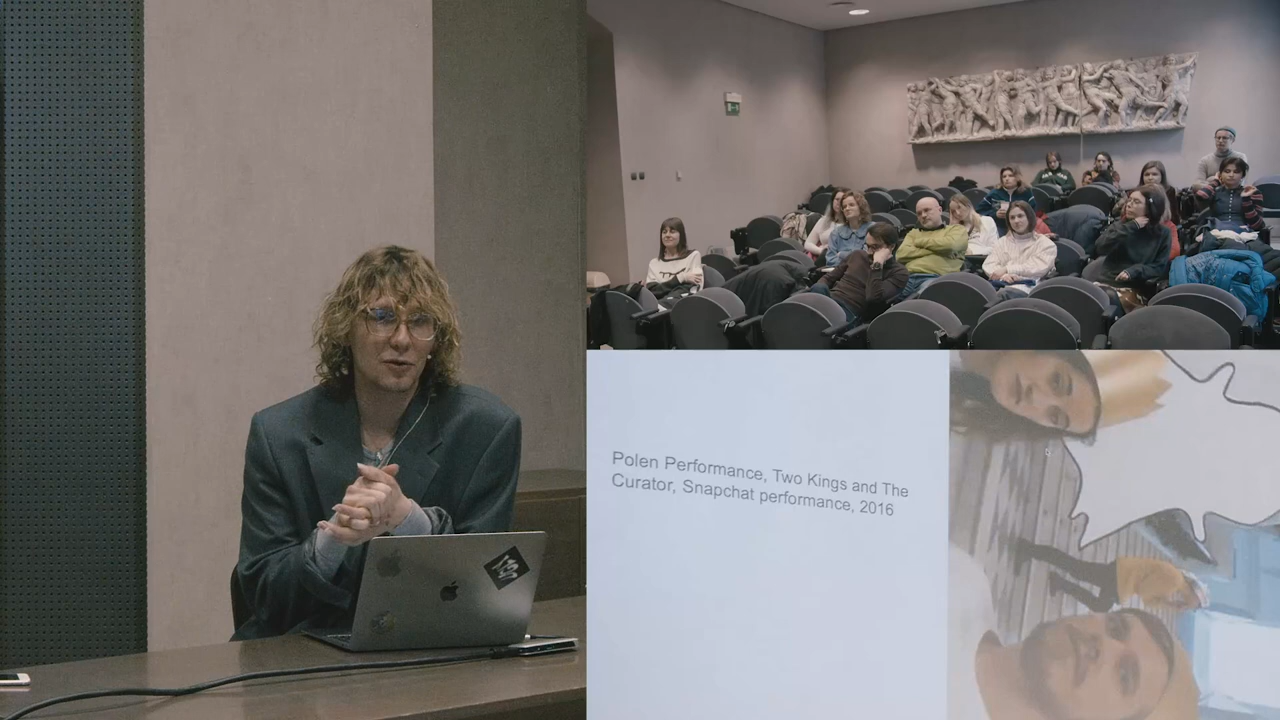 Polen Performance, Two Kings and The
Curator, Snapchat performance, 2016